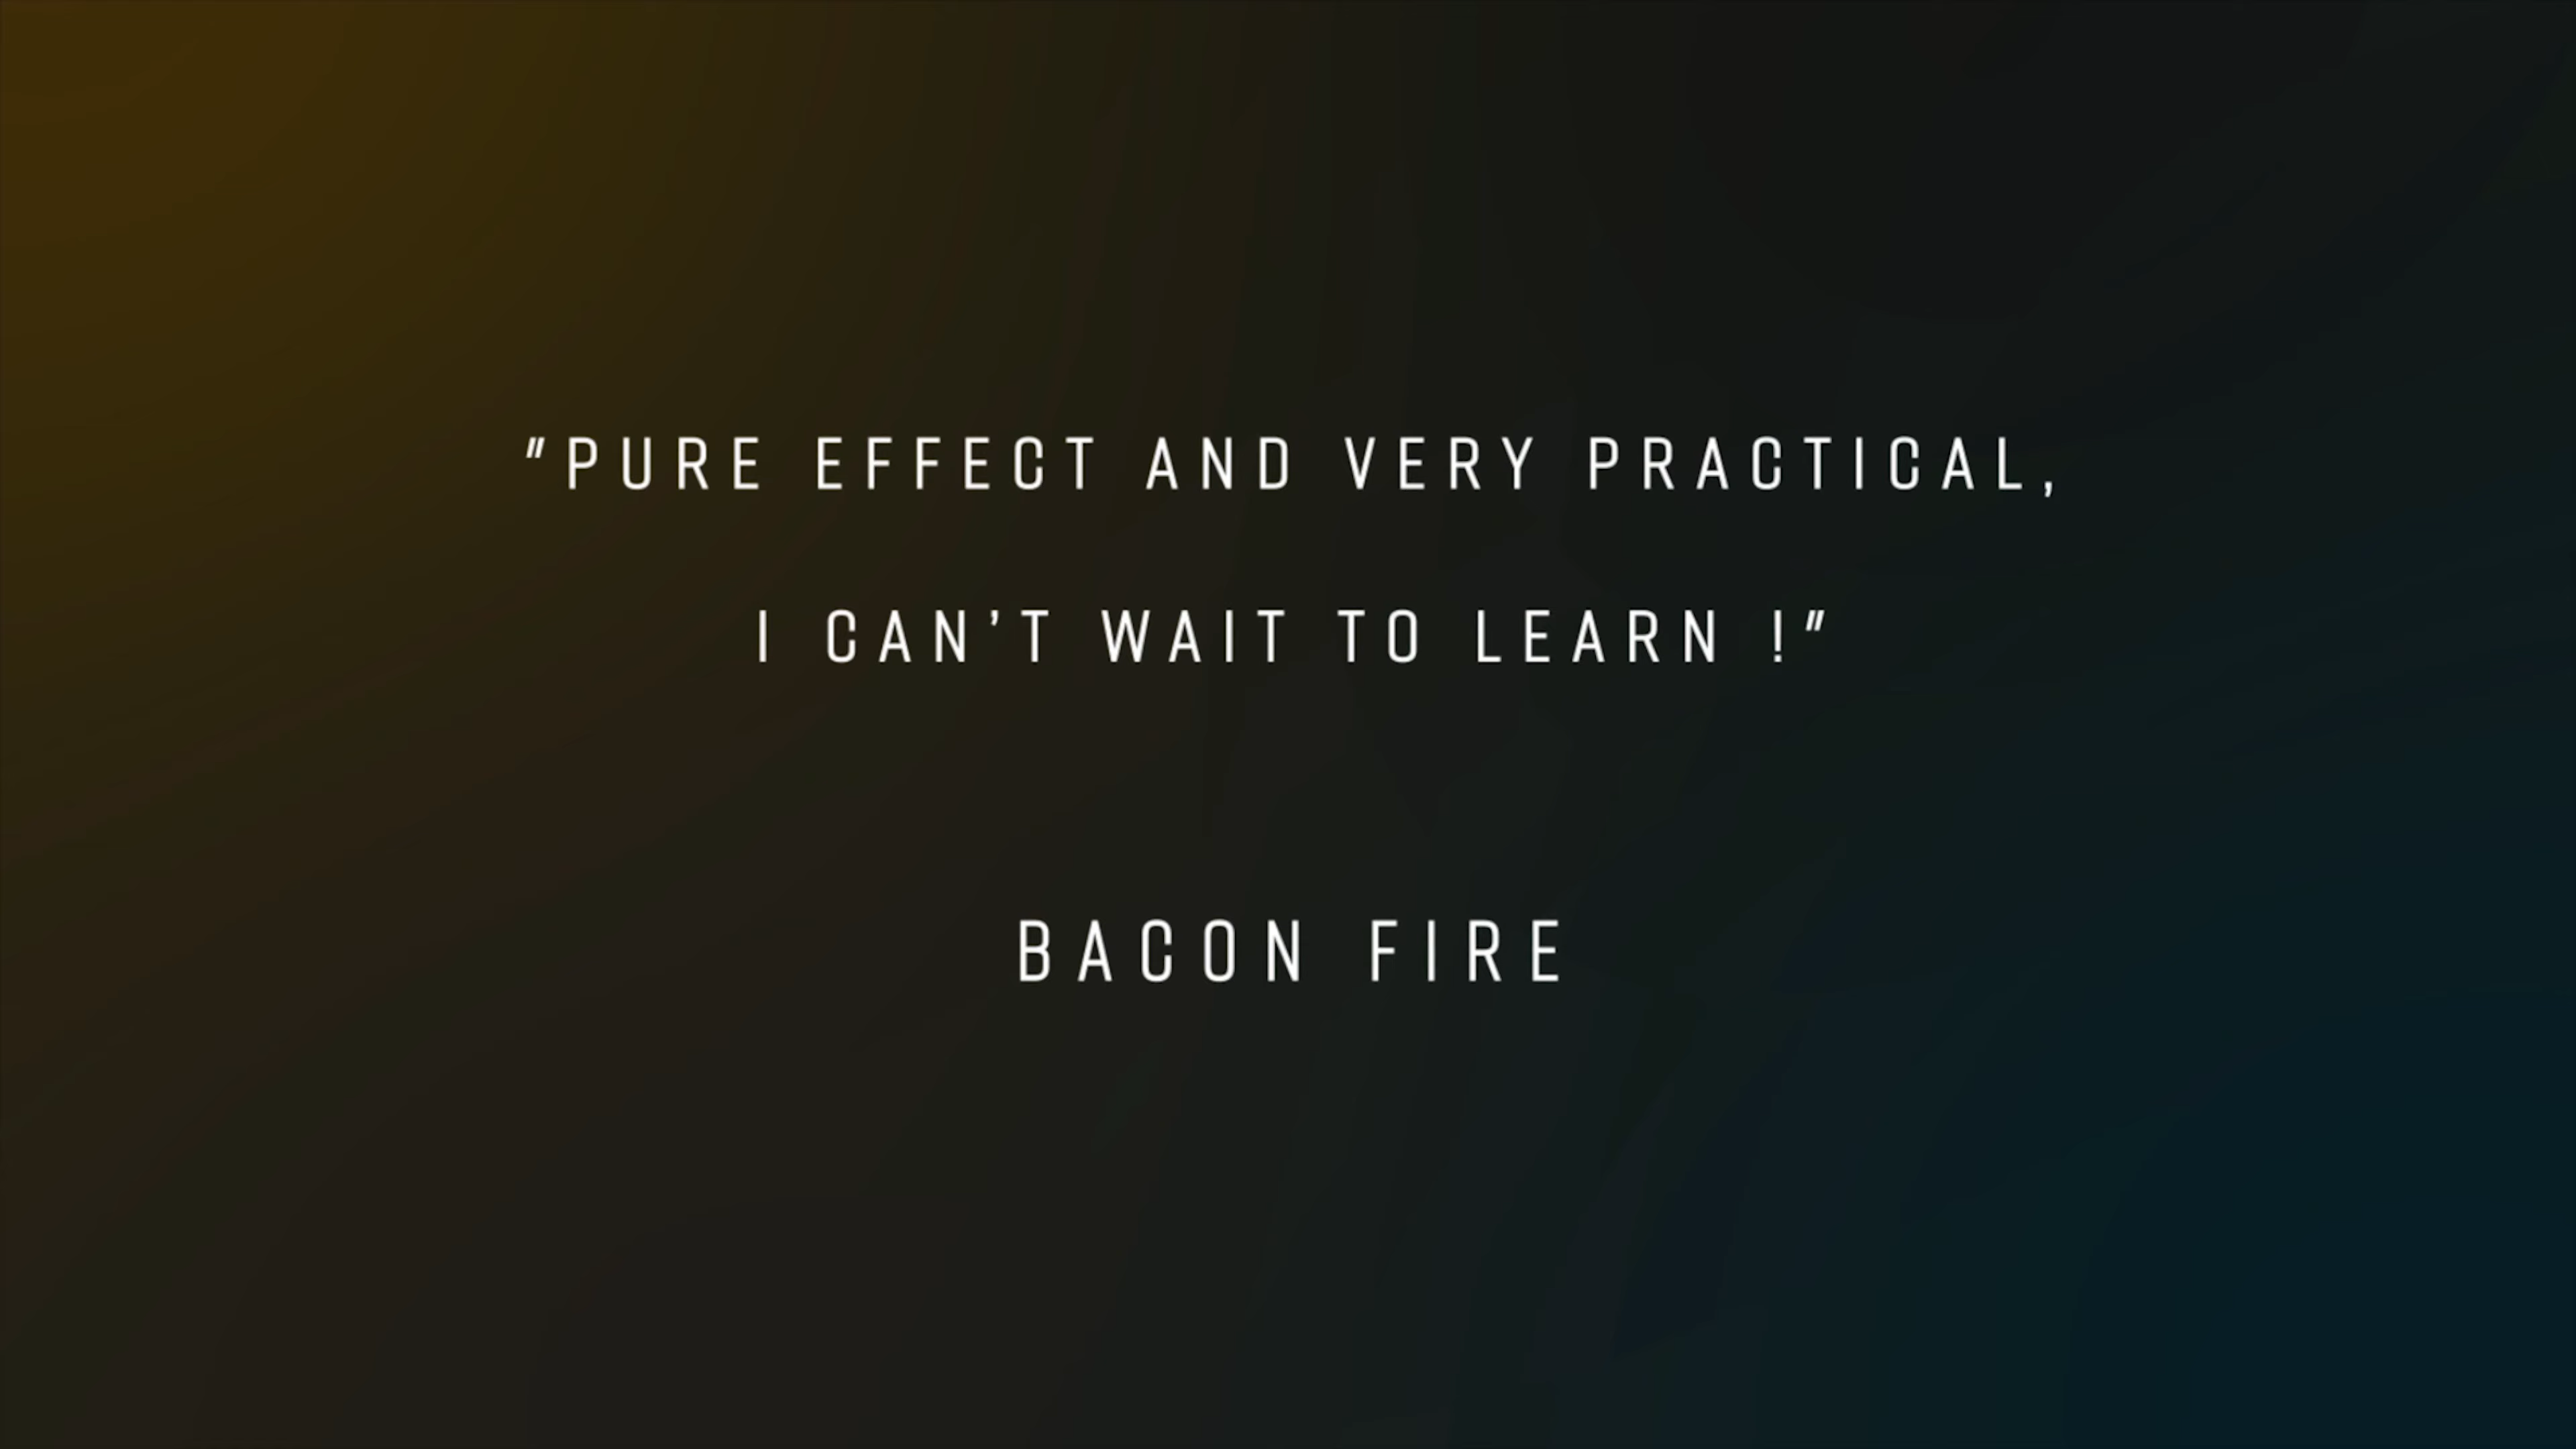 "PURE EFFECT AND VERY PRACTICAL,
I CAN'T WAIT TO LEARN !"
BACON FIRE